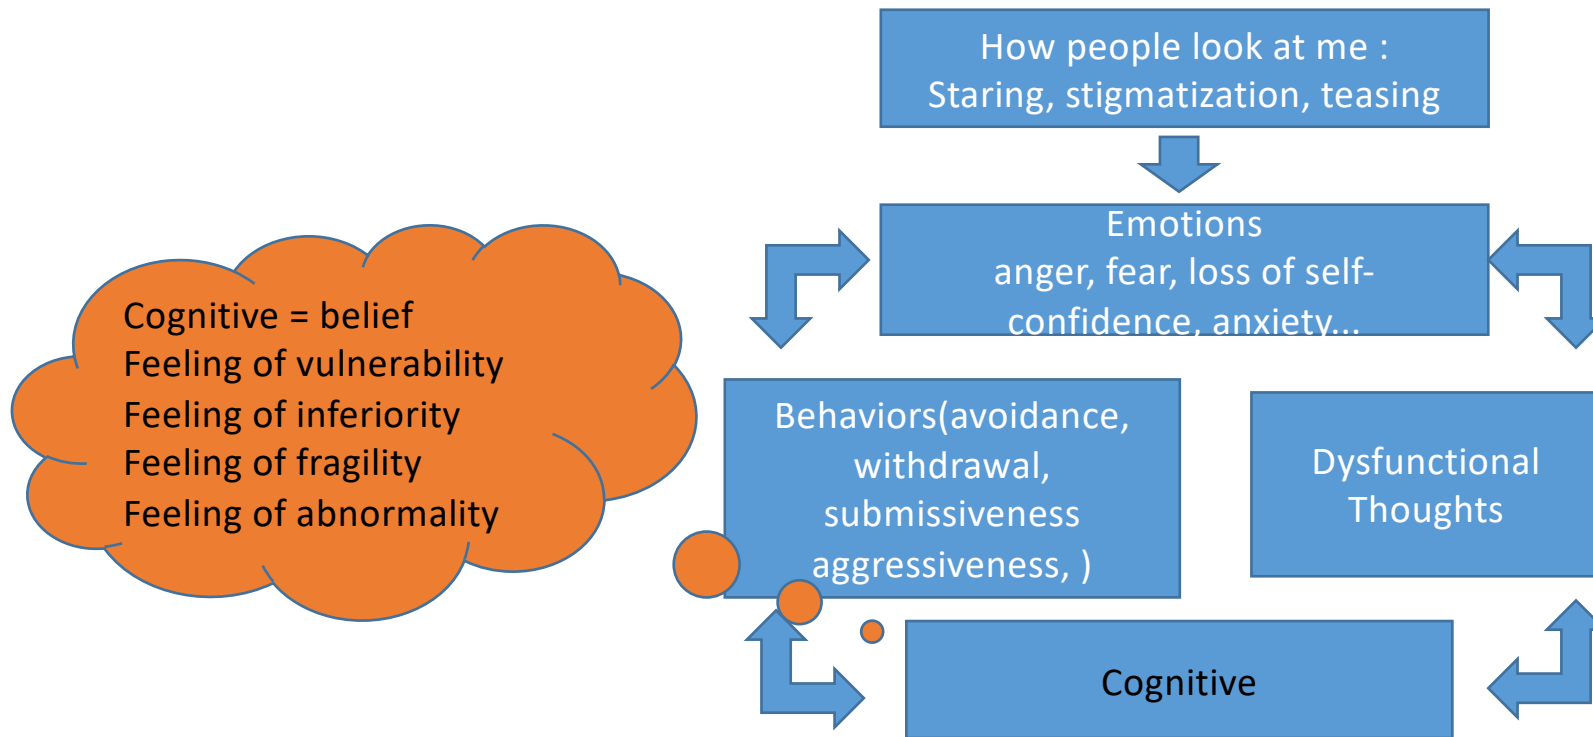 How people look at me :
Staring, stigmatization, teasing
Emotions
anger, fear, loss of self-
confidence, anxiety...
Cognitive = belief
Feeling of vulnerability
Feeling of inferiority
Feeling of fragility
Feeling of abnormality
Behaviors(avoidance,
withdrawal,
submissiveness
aggressiveness, )
Dysfunctional
Thoughts
Cognitive